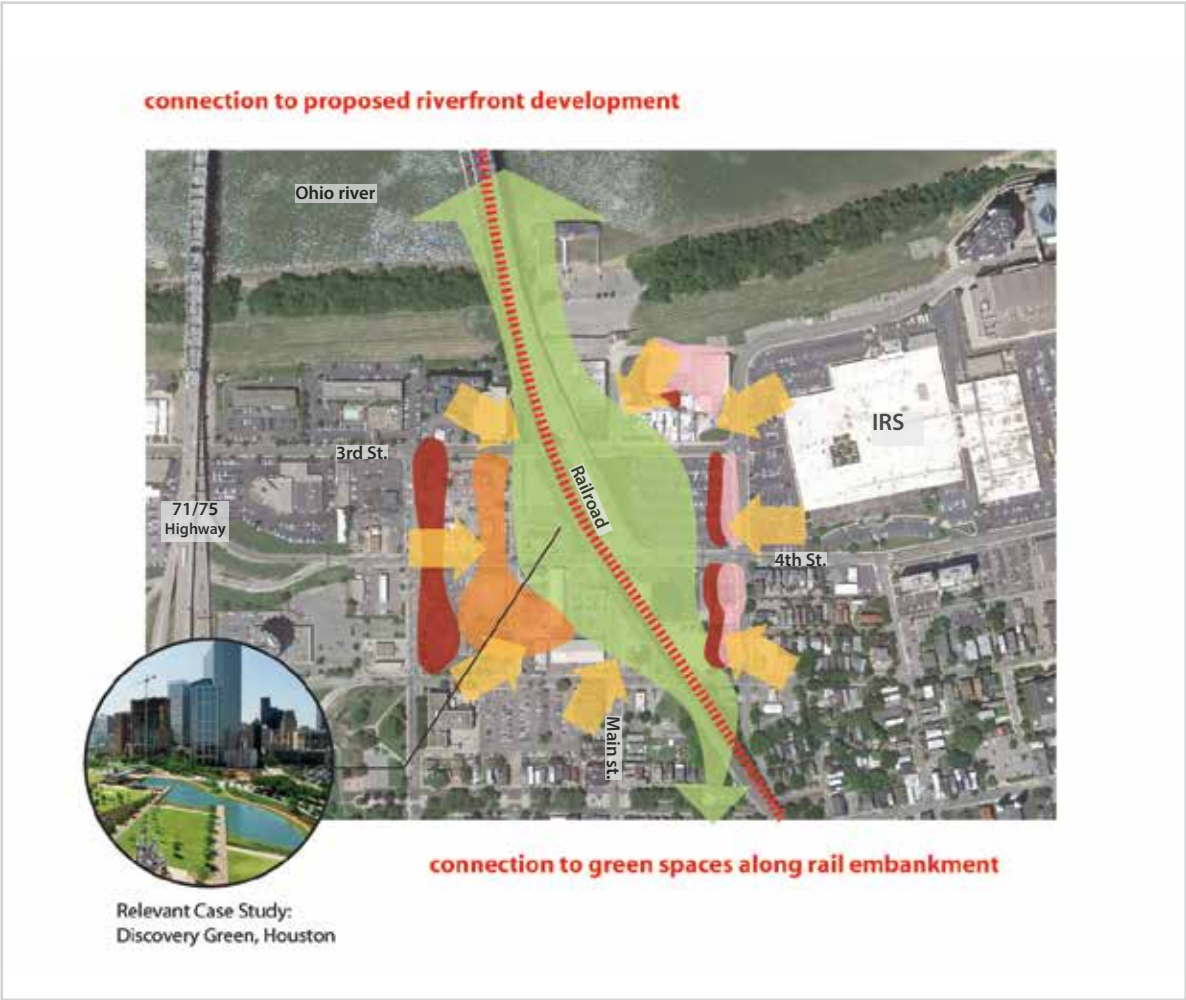 connection to proposed riverfront development
Ohio river
IRS
3rd St.
Railroad
71/75
Highway
4th St.
Main st.
connection to green spaces along rail embankment
Relevant Case Study:
Discovery Green, Houston